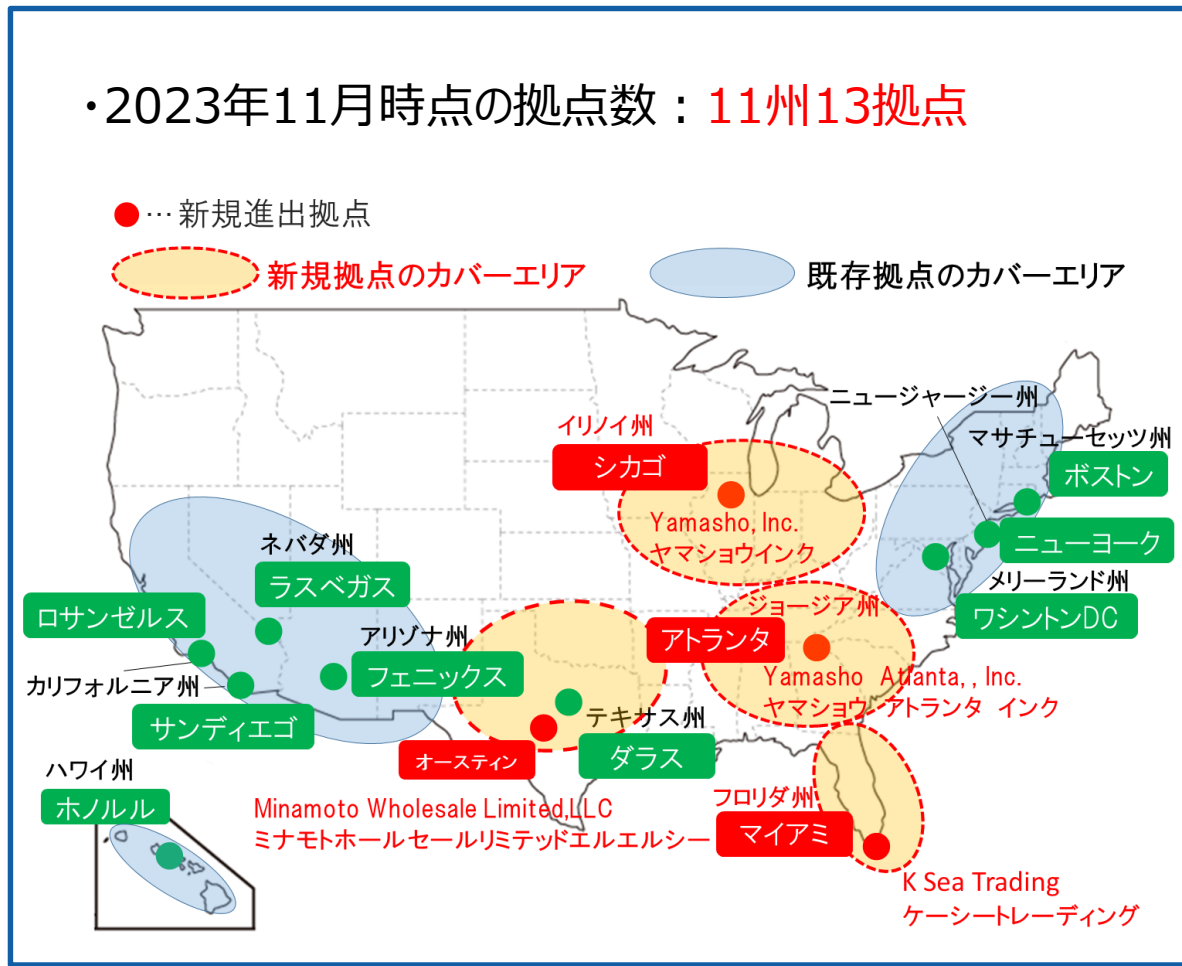 ・2023年11月時点の拠点数：11州13拠点
●…新規進出拠点
新規拠点のカバーエリア
既存拠点のカバーエリア
ニュージャージー州
イリノイ州
シカゴ
マサチューセッツ州
ボストン
Yamasho, Inc.
ヤマショウインク
ニューヨーク
ネバダ州
ラスベガス
メリーランド州
ワシントンDC
ロサンゼルス
ジョージア州
アトランタ
アリゾナ州
フェニックス
Yamasho Atlanta, , Inc.
ヤマショウ・アトランタ インク
カリフォルニア州
サンディエゴ
テキサス州
ダラス
オースティン
ハワイ州
ホノルル
Minamoto Wholesale Limited,LLC
ミナモトホールセールリミテッドエルエルシー
フロリダ州
マイアミ
K Sea Trading
ケーシートレーディング